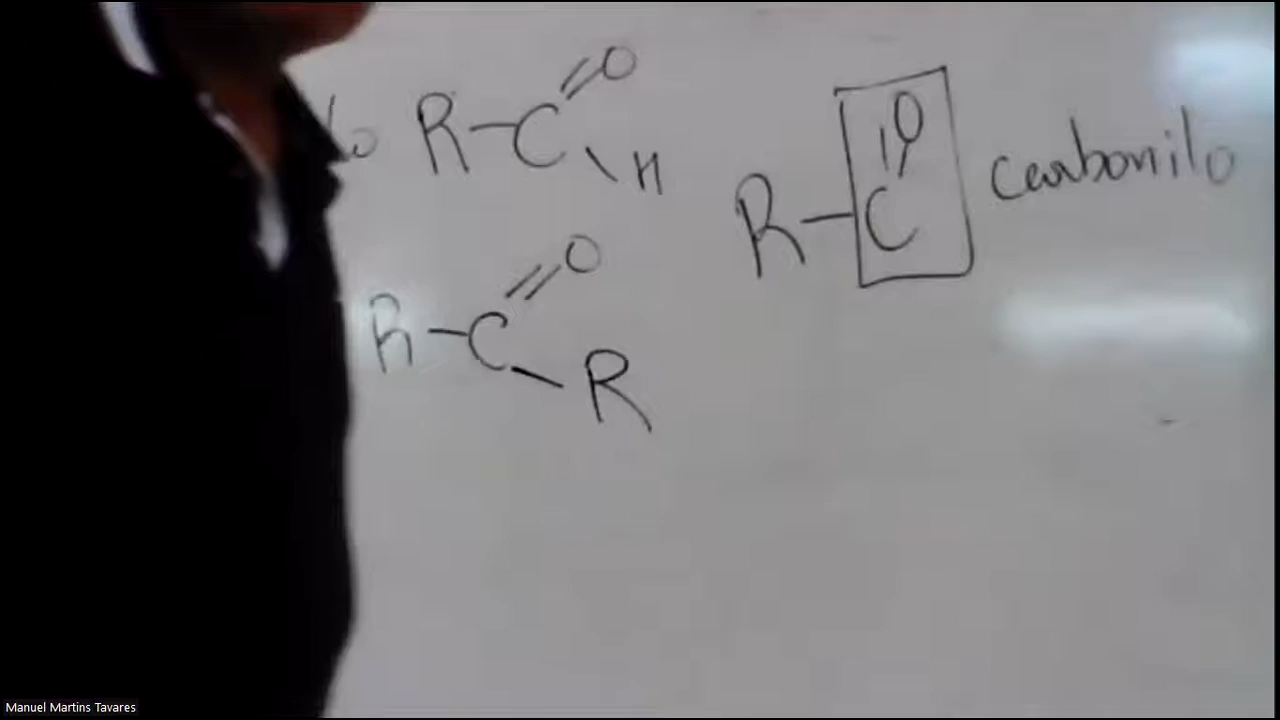 R-C=O
H
R-C=O
R
R-C=O carbonilo
Manuel Martins Tavares